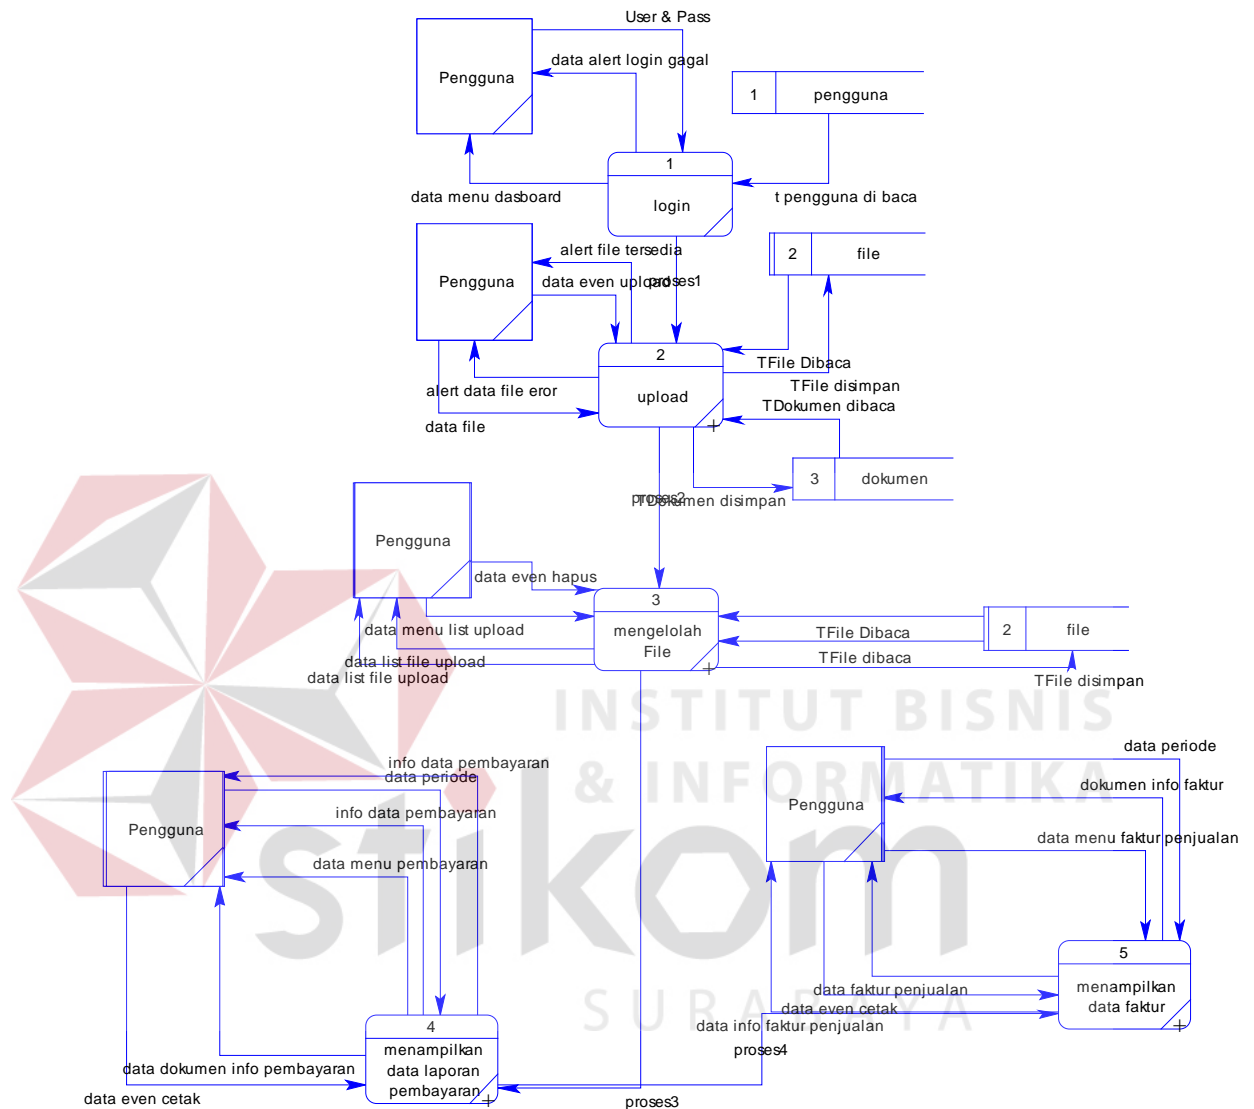 User & Pass
data alert login gagal
Pengguna
1
pengguna
1
login
data menu dasboard
t pengguna di baca
alert file tersedia
2
file
Pengguna
data even upload
proses1
2
upload
TFile Dibaca
TFile disimpan
alert data file eror
TDokumen dibaca
data file
3
dokumen
proses2
TDokumen disimpan
Pengguna
data even hapus
3
mengelolah
File
data menu list upload
TFile Dibaca
2
file
data list file upload
TFile dibaca
data list file upload
TFile disimpan
INSTITUT BISNIS
& INFORMATIKA
stikom
SURABAYA
info data pembayaran
data periode
Pengguna
info data pembayaran
data menu pembayaran
data periode
dokumen info faktur
Pengguna
data menu faktur penjualan
5
menampilkan
data faktur
data faktur penjualan
data even cetak
data info faktur penjualan
proses4
4
menampilkan
data laporan
pembayaran
data dokumen info pembayaran
data even cetak
proses3